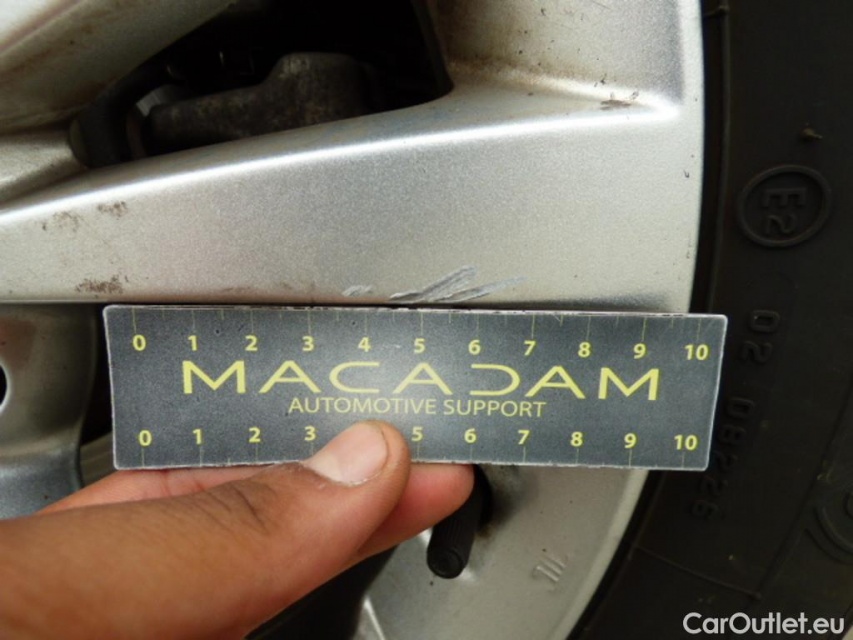 E2
02
0 1 2 3 4 5 6 7 8 9 10
MACADAM
AUTOMOTIVE SUPPORT
0 1 2 3 5 6 7 8 9 10
CarOutlet.eu